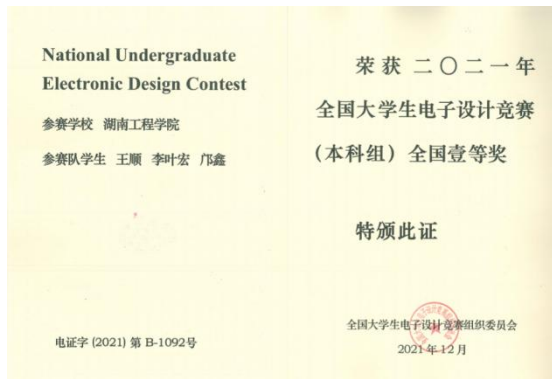 National Undergraduate
Electronic Design Contest
参赛学校 湖南工程学院
参赛队学生 王顺 李叶宏 邝鑫
电证字 (2021) 第 B-1092号
荣获 二〇二一年
全国大学生电子设计竞赛
(本科组) 全国壹等奖
特颁此证
全国大学生电子设计竞赛组织委员会
2021年12月